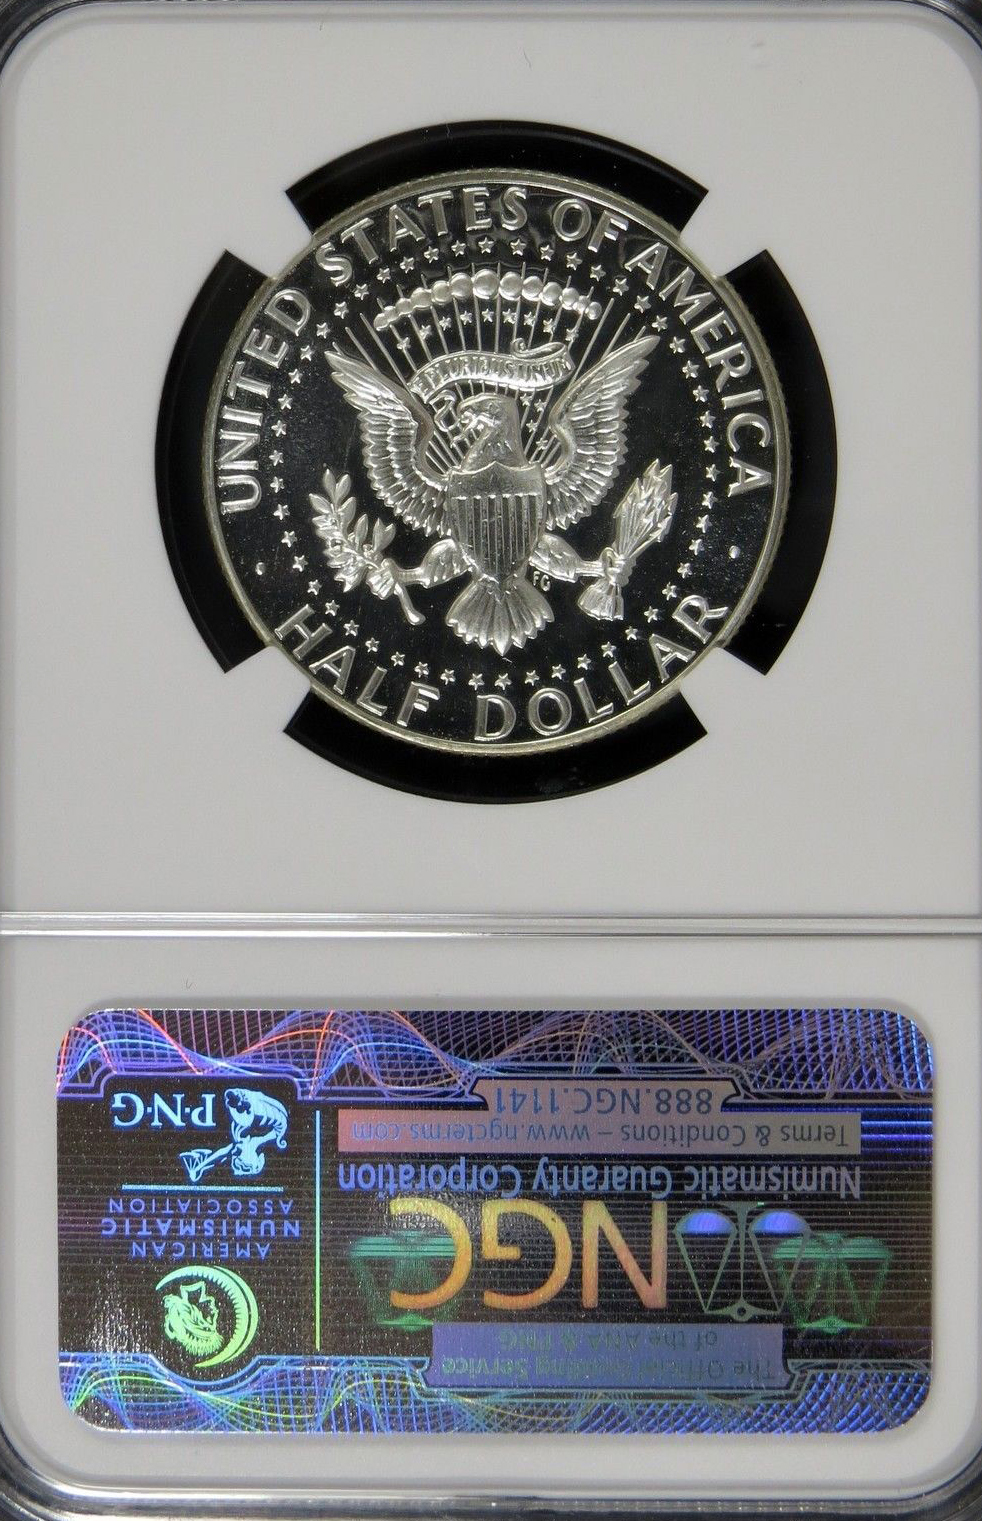 UNITED STATES OF AMERICA
E PLURIBUS UNUM
FG
HALF DOLLAR
The Official Grading Service
of the ANA & PNG
NGC
Numismatic Guaranty Corporation
Terms & Conditions – www.ngcterms.com
888.NGC.1141
AMERICAN
NUMISMATIC
ASSOCIATION
P·N·G